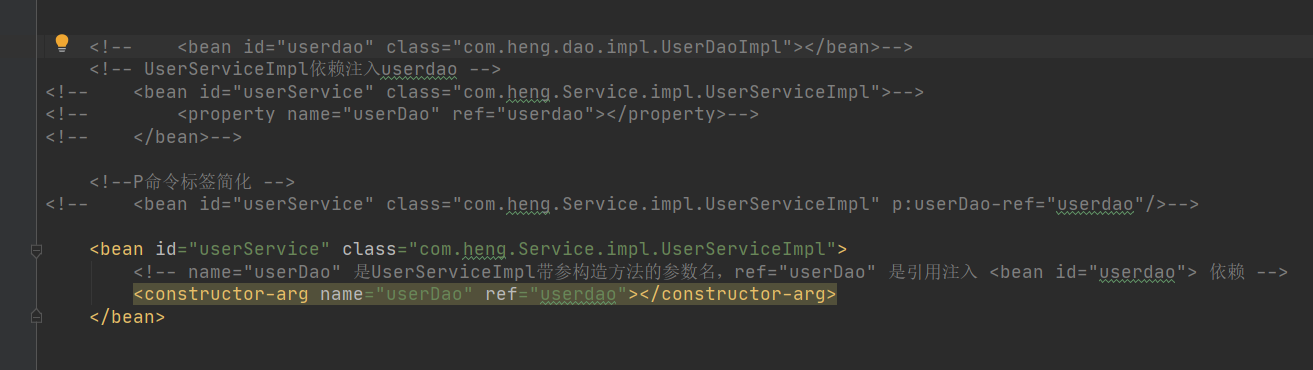 <!--    <bean id="userdao" class="com.heng.dao.impl.UserDaoImpl"></bean>-->
<!-- UserServiceImpl依赖注入userdao -->
<!--    <bean id="userService" class="com.heng.Service.impl.UserServiceImpl">-->
<!--        <property name="userDao" ref="userdao"></property>-->
<!--    </bean>-->
<!--P命令标签简化 -->
<!--    <bean id="userService" class="com.heng.Service.impl.UserServiceImpl" p:userDao-ref="userdao"/>-->
<bean id="userService" class="com.heng.Service.impl.UserServiceImpl">
<!-- name="userDao" 是UserServiceImpl带参构造方法的参数名，ref="userDao" 是引用注入 <bean id="userdao"> 依赖 -->
<constructor-arg name="userDao" ref="userdao"></constructor-arg>
</bean>